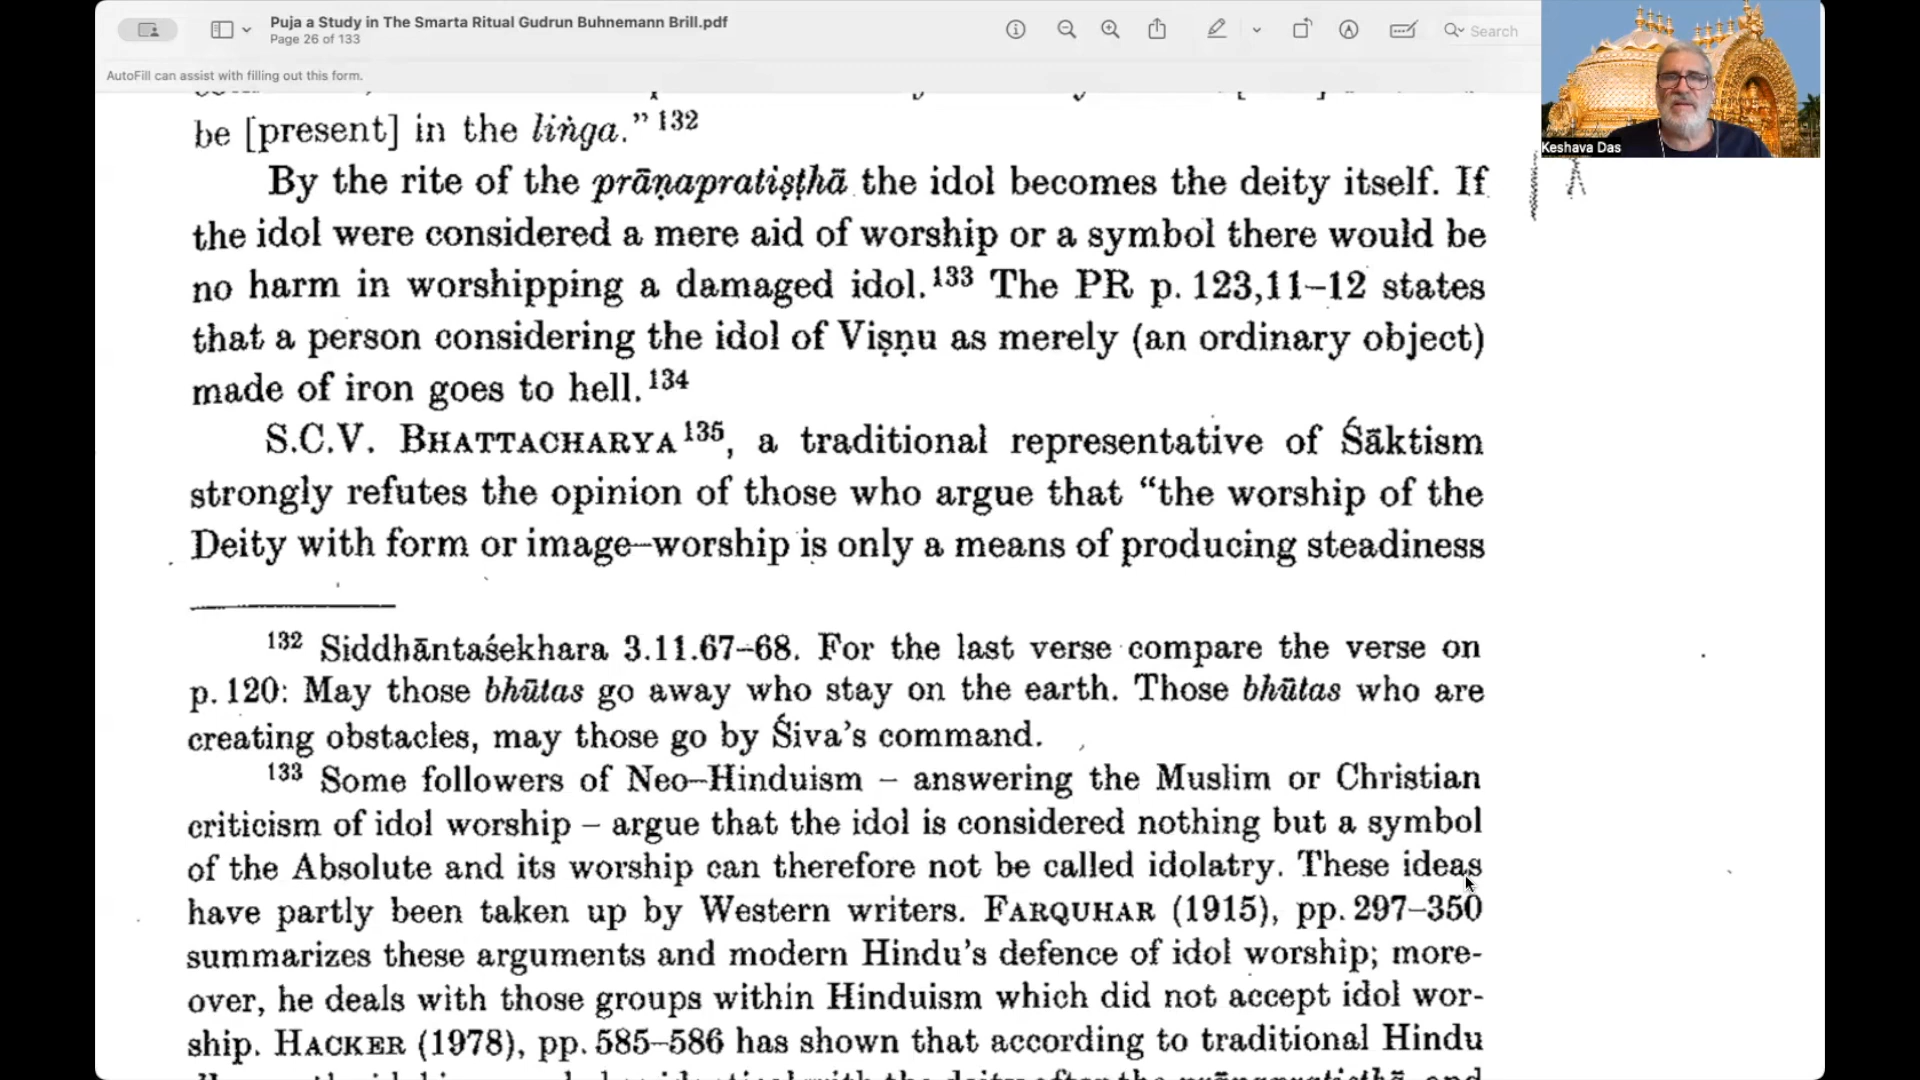 Puja a Study in The Smarta Ritual Gudrun Buhnemann Brill.pdf
Page 26 of 133
Search
AutoFill can assist with filling out this form.
Keshava Das
be [present] in the liṅga.” 132
By the rite of the prāṇapratiṣṭhā the idol becomes the deity itself. If
the idol were considered a mere aid of worship or a symbol there would be
no harm in worshipping a damaged idol.133 The PR p. 123,11–12 states
that a person considering the idol of Viṣṇu as merely (an ordinary object)
made of iron goes to hell.134
S.C.V. BHATTACHARYA135, a traditional representative of Śāktism
strongly refutes the opinion of those who argue that “the worship of the
Deity with form or image–worship is only a means of producing steadiness
132 Siddhāntaśekhara 3.11.67–68. For the last verse compare the verse on
p. 120: May those bhūtas go away who stay on the earth. Those bhūtas who are
creating obstacles, may those go by Śiva’s command.
133 Some followers of Neo–Hinduism – answering the Muslim or Christian
criticism of idol worship – argue that the idol is considered nothing but a symbol
of the Absolute and its worship can therefore not be called idolatry. These ideas
have partly been taken up by Western writers. FARQUHAR (1915), pp. 297–350
summarizes these arguments and modern Hindu’s defence of idol worship; more-
over, he deals with those groups within Hinduism which did not accept idol wor-
ship. HACKER (1978), pp. 585–586 has shown that according to traditional Hindu